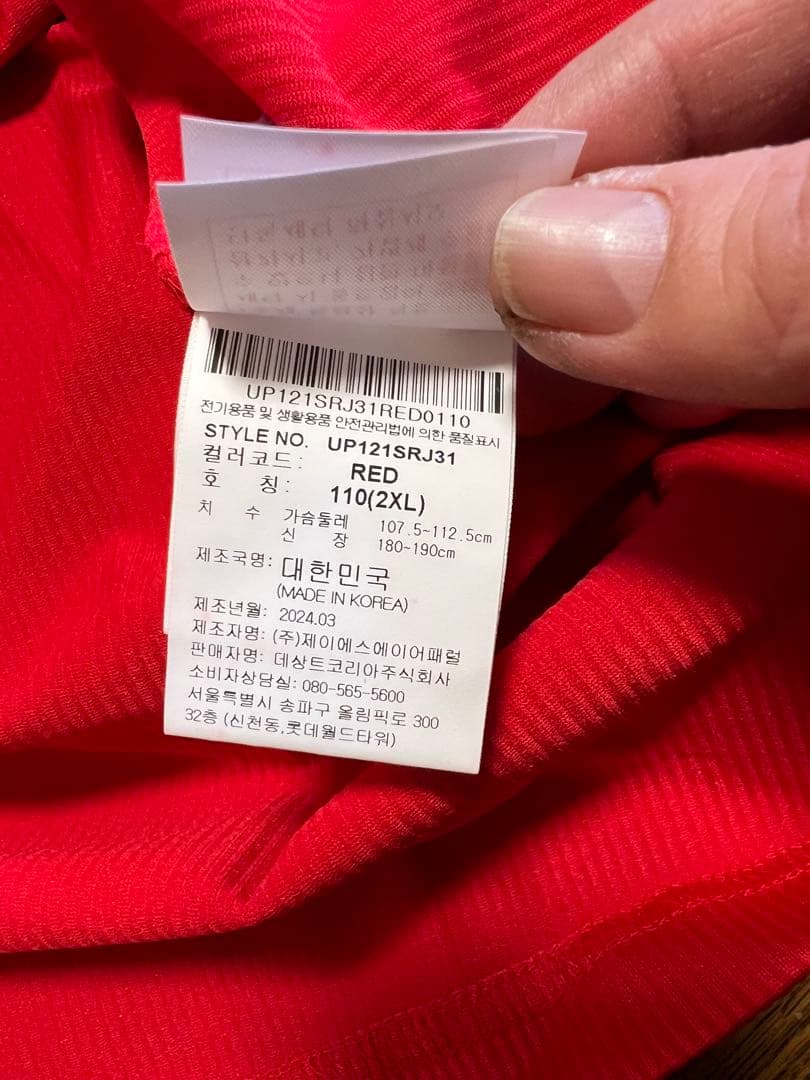 UP121SRJ31RED0110
전기용품 및 생활용품 안전관리법에 의한 품질표시
STYLE NO. UP121SRJ31
컬러코드: RED
호 칭: 110(2XL)
치 수 가슴둘레 107.5~112.5cm
신 장 180~190cm
제조국명: 대한민국
(MADE IN KOREA)
제조년월: 2024.03
제조자명: (주)제이에스에이어패럴
판매자명: 데상트코리아주식회사
소비자상담실: 080-565-5600
서울특별시 송파구 올림픽로 300
32층 (신천동,롯데월드타워)